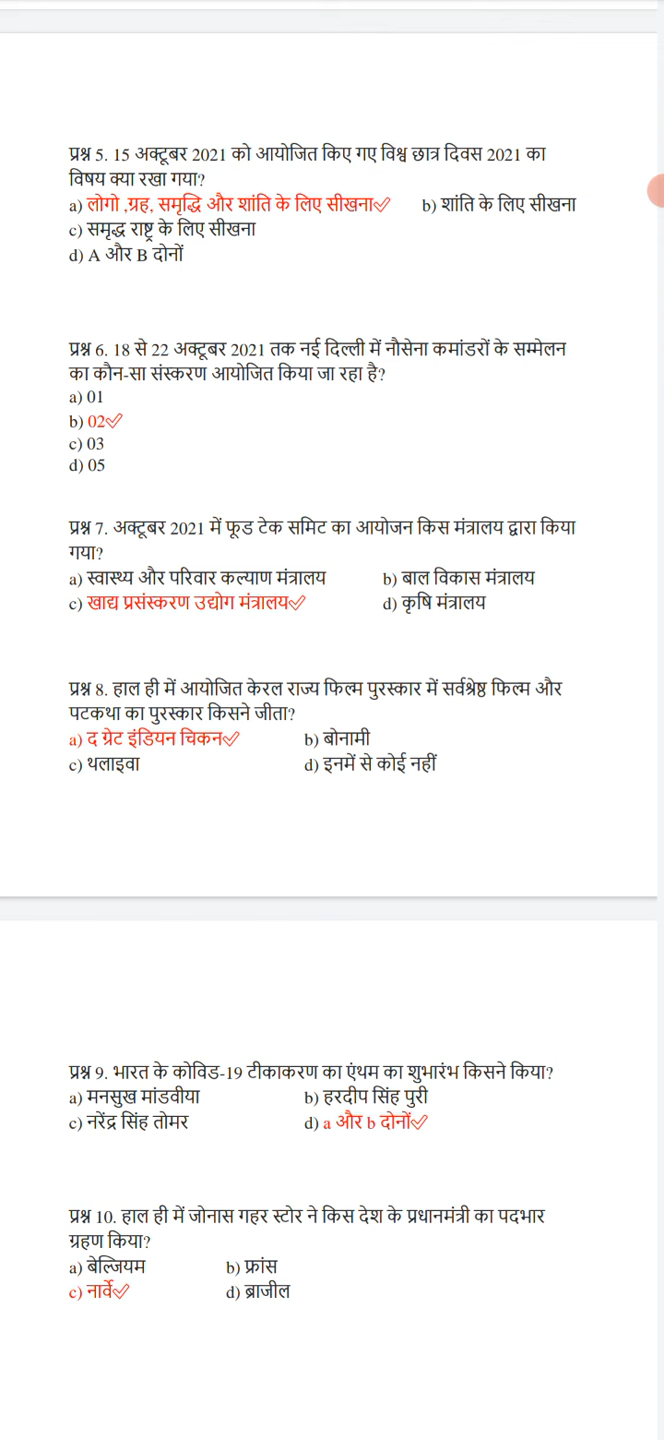 प्रश्न 5. 15 अक्टूबर 2021 को आयोजित किए गए विश्व छात्र दिवस 2021 का
विषय क्या रखा गया?
a) लोगो ,ग्रह, समृद्धि और शांति के लिए सीखना✓ b) शांति के लिए सीखना
c) समृद्ध राष्ट्र के लिए सीखना
d) A और B दोनों
प्रश्न 6. 18 से 22 अक्टूबर 2021 तक नई दिल्ली में नौसेना कमांडरों के सम्मेलन
का कौन-सा संस्करण आयोजित किया जा रहा है?
a) 01
b) 02✓
c) 03
d) 05
प्रश्न 7. अक्टूबर 2021 में फूड टेक समिट का आयोजन किस मंत्रालय द्वारा किया
गया?
a) स्वास्थ्य और परिवार कल्याण मंत्रालय b) बाल विकास मंत्रालय
c) खाद्य प्रसंस्करण उद्योग मंत्रालय✓ d) कृषि मंत्रालय
प्रश्न 8. हाल ही में आयोजित केरल राज्य फिल्म पुरस्कार में सर्वश्रेष्ठ फिल्म और
पटकथा का पुरस्कार किसने जीता?
a) द ग्रेट इंडियन चिकन✓ b) बोनामी
c) थलाइवा d) इनमें से कोई नहीं
प्रश्न 9. भारत के कोविड-19 टीकाकरण का एंथम का शुभारंभ किसने किया?
a) मनसुख मांडवीया b) हरदीप सिंह पुरी
c) नरेंद्र सिंह तोमर d) a और b दोनों✓
प्रश्न 10. हाल ही में जोनास गहर स्टोर ने किस देश के प्रधानमंत्री का पदभार
ग्रहण किया?
a) बेल्जियम b) फ्रांस
c) नार्वे✓ d) ब्राजील